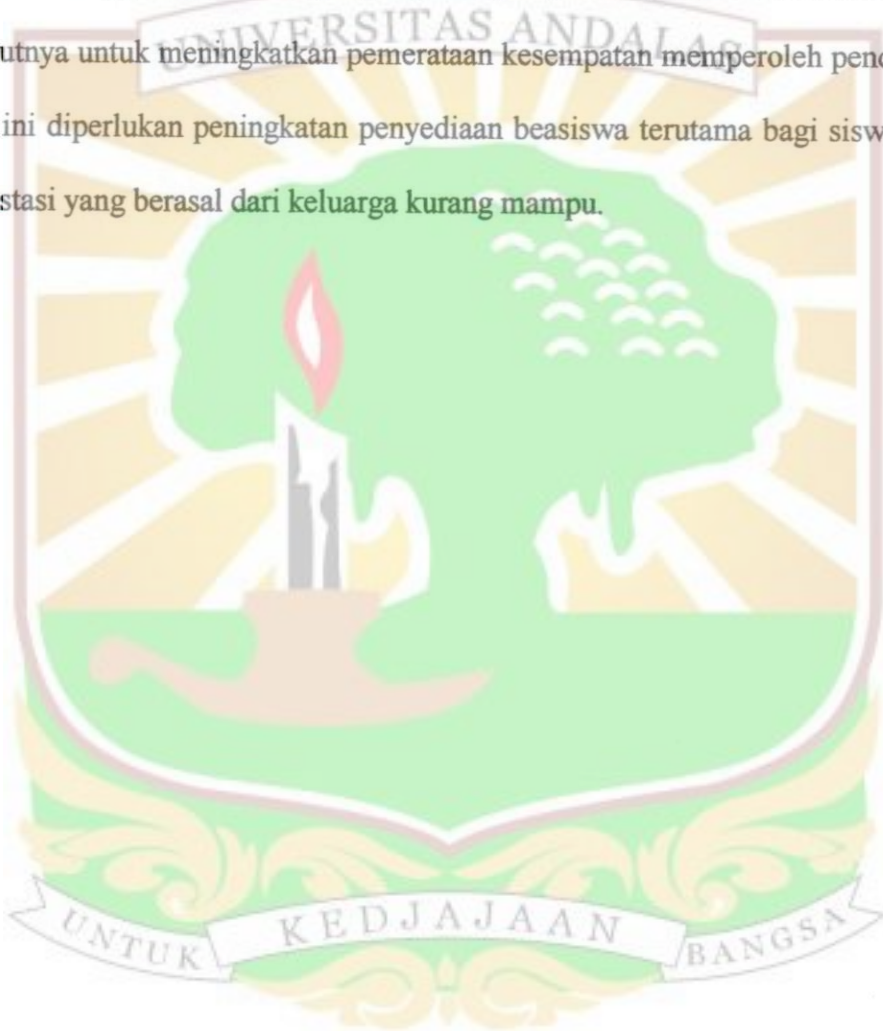 UNIVERSITAS ANDALAS
utnya untuk meningkatkan pemerataan kesempatan memperoleh pend
ini diperlukan peningkatan penyediaan beasiswa terutama bagi sisw
stasi yang berasal dari keluarga kurang mampu.
UNTUK KEDJAJAAN BANGSA